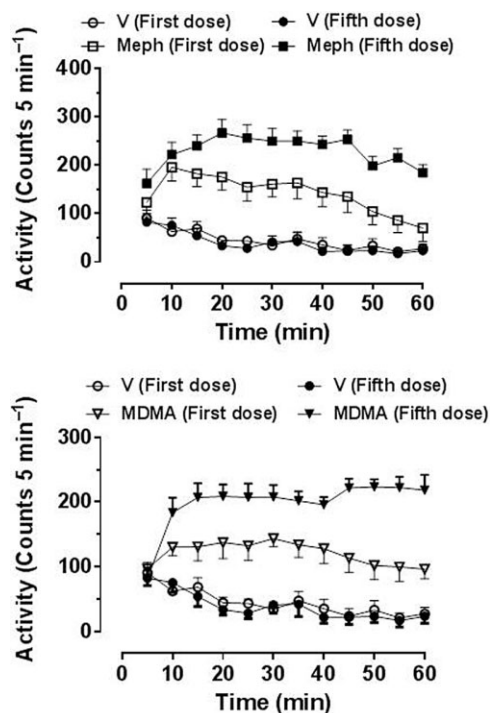 V (First dose) V (Fifth dose)
Meph (First dose) Meph (Fifth dose)
400
300
200
100
0
Activity (Counts 5 min⁻¹)
0 10 20 30 40 50 60
Time (min)
V (First dose) V (Fifth dose)
MDMA (First dose) MDMA (Fifth dose)
300
200
100
0
Activity (Counts 5 min⁻¹)
0 10 20 30 40 50 60
Time (min)